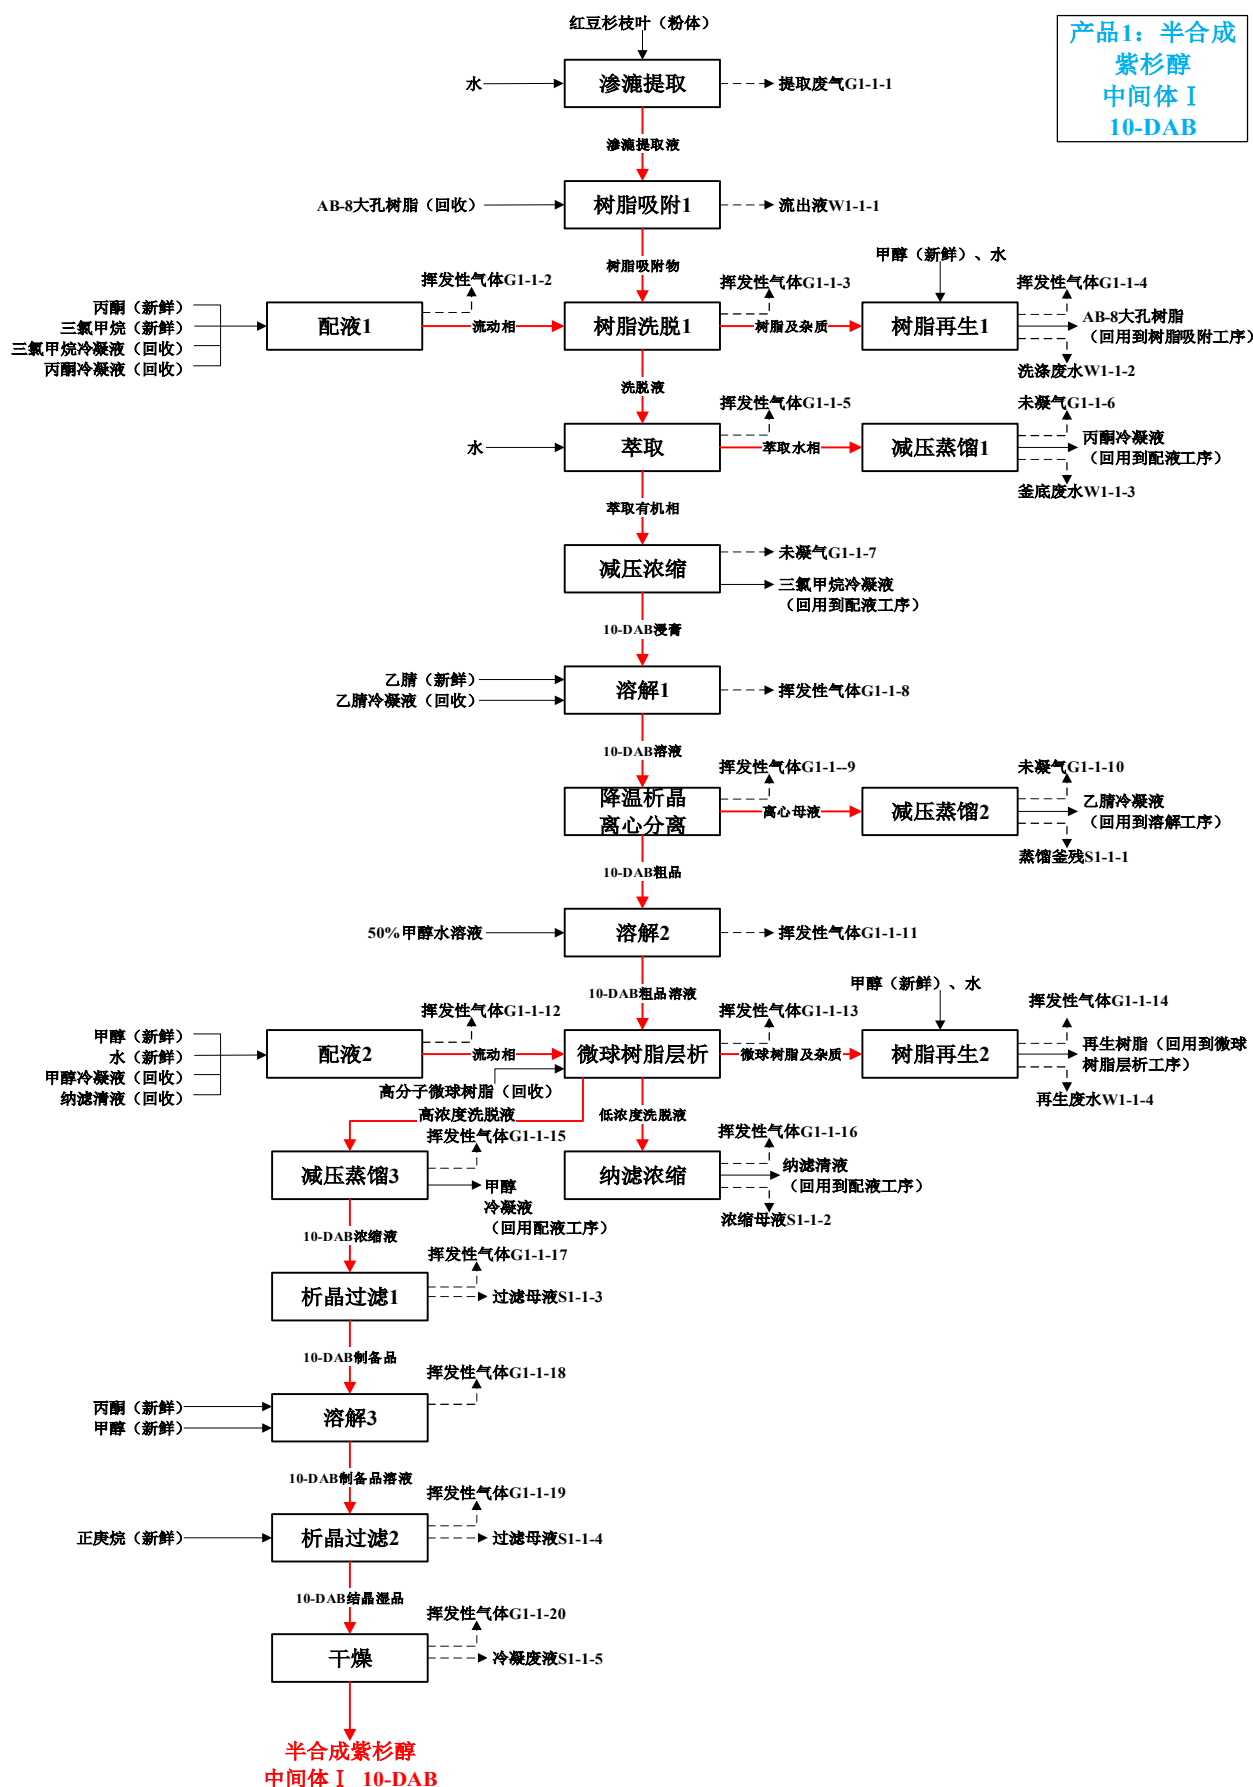 红豆杉枝叶（粉体）
产品1：半合成
紫杉醇
中间体Ⅰ
10-DAB
水
渗漉提取
提取废气G1-1-1
渗漉提取液
AB-8大孔树脂（回收）
树脂吸附1
流出液W1-1-1
树脂吸附物
甲醇（新鲜）、水
挥发性气体G1-1-2
挥发性气体G1-1-3
挥发性气体G1-1-4
丙酮（新鲜）
三氯甲烷（新鲜）
三氯甲烷冷凝液（回收）
丙酮冷凝液（回收）
配液1
流动相
树脂洗脱1
树脂及杂质
树脂再生1
AB-8大孔树脂
（回用到树脂吸附工序）
洗涤废水W1-1-2
洗脱液
挥发性气体G1-1-5
未凝气G1-1-6
水
萃取
萃取水相
减压蒸馏1
丙酮冷凝液
（回用到配液工序）
釜底废水W1-1-3
萃取有机相
减压浓缩
未凝气G1-1-7
三氯甲烷冷凝液
（回用到配液工序）
10-DAB浸膏
乙腈（新鲜）
乙腈冷凝液（回收）
溶解1
挥发性气体G1-1-8
10-DAB溶液
挥发性气体G1-1--9
未凝气G1-1-10
降温析晶
离心分离
离心母液
减压蒸馏2
乙腈冷凝液
（回用到溶解工序）
蒸馏釜残S1-1-1
10-DAB粗品
50%甲醇水溶液
溶解2
挥发性气体G1-1-11
10-DAB粗品溶液
甲醇（新鲜）、水
挥发性气体G1-1-12
挥发性气体G1-1-13
挥发性气体G1-1-14
甲醇（新鲜）
水（新鲜）
甲醇冷凝液（回收）
纳滤清液（回收）
配液2
流动相
微球树脂层析
微球树脂及杂质
树脂再生2
再生树脂（回用到微球
树脂层析工序）
再生废水W1-1-4
高分子微球树脂（回收）
高浓度洗脱液
低浓度洗脱液
挥发性气体G1-1-15
挥发性气体G1-1-16
减压蒸馏3
甲醇
冷凝液
（回用配液工序）
纳滤浓缩
纳滤清液
（回用到配液工序）
浓缩母液S1-1-2
10-DAB浓缩液
挥发性气体G1-1-17
析晶过滤1
过滤母液S1-1-3
10-DAB制备品
挥发性气体G1-1-18
丙酮（新鲜）
甲醇（新鲜）
溶解3
10-DAB制备品溶液
挥发性气体G1-1-19
正庚烷（新鲜）
析晶过滤2
过滤母液S1-1-4
10-DAB结晶湿品
挥发性气体G1-1-20
干燥
冷凝废液S1-1-5
半合成紫杉醇
中间体Ⅰ 10-DAB